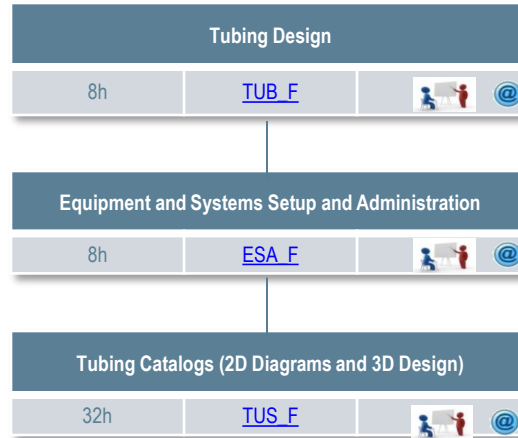 Tubing Design
8h TUB_F @
Equipment and Systems Setup and Administration
8h ESA_F @
Tubing Catalogs (2D Diagrams and 3D Design)
32h TUS_F @